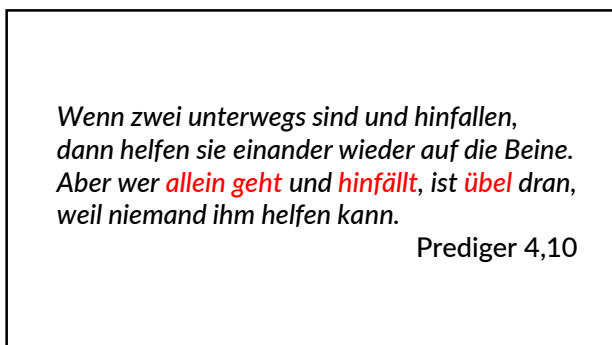 Wenn zwei unterwegs sind und hinfallen,
dann helfen sie einander wieder auf die Beine.
Aber wer allein geht und hinfällt, ist übel dran,
weil niemand ihm helfen kann.
Prediger 4,10